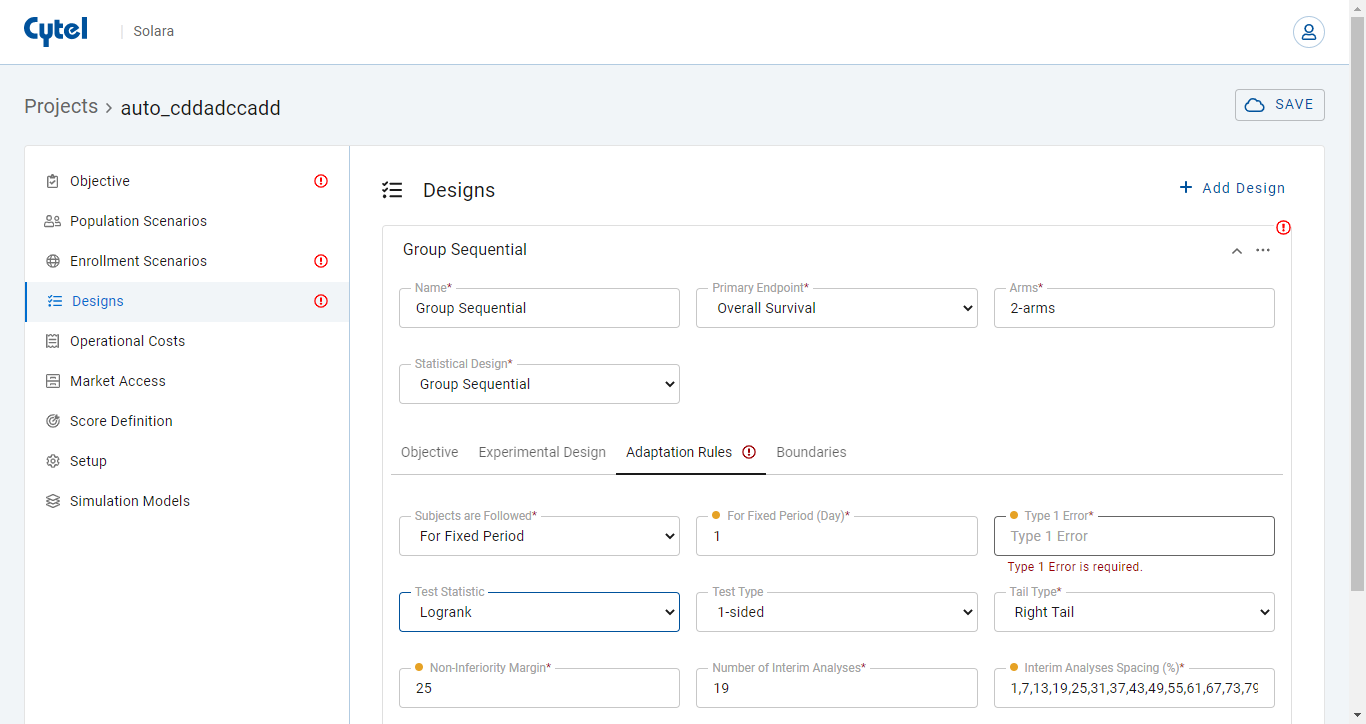 Cytel | Solara
Projects > auto_cddadccadd
SAVE
Objective
Population Scenarios
Enrollment Scenarios
Designs
Operational Costs
Market Access
Score Definition
Setup
Simulation Models
Designs
+ Add Design
Group Sequential
Name*
Group Sequential
Primary Endpoint*
Overall Survival
Arms*
2-arms
Statistical Design*
Group Sequential
Objective Experimental Design Adaptation Rules Boundaries
Subjects are Followed*
For Fixed Period
For Fixed Period (Day)*
1
Type 1 Error*
Type 1 Error
Type 1 Error is required.
Test Statistic
Logrank
Test Type
1-sided
Tail Type*
Right Tail
Non-Inferiority Margin*
25
Number of Interim Analyses*
19
Interim Analyses Spacing (%)*
1,7,13,19,25,31,37,43,49,55,61,67,73,79